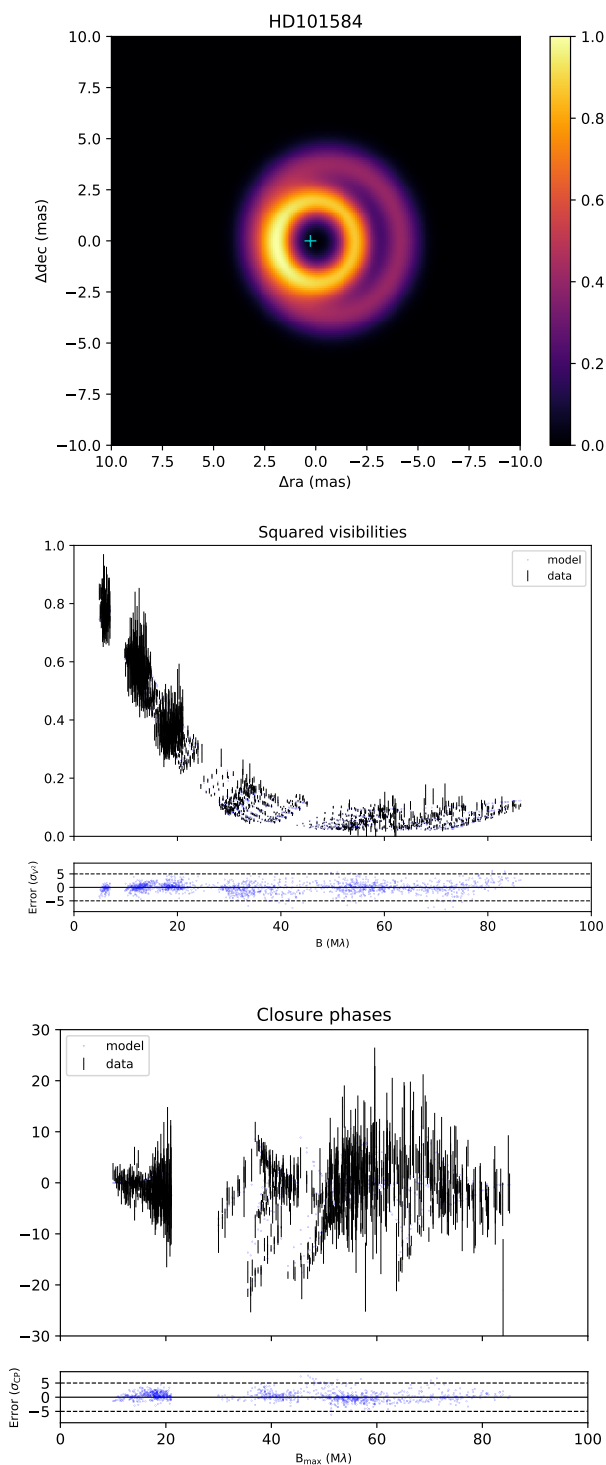 HD101584
10.0
7.5
5.0
2.5
0.0
−2.5
−5.0
−7.5
−10.0
Δdec (mas)
10.0 7.5 5.0 2.5 0.0 −2.5 −5.0 −7.5 −10.0
Δra (mas)
1.0
0.8
0.6
0.4
0.2
0.0
Squared visibilities
1.0
0.8
0.6
0.4
0.2
0.0
model
data
Error (σV²)
5
0
−5
0 20 40 60 80 100
B (Mλ)
Closure phases
30
20
10
0
−10
−20
−30
model
data
Error (σCP)
5
0
−5
0 20 40 60 80 100
Bmax (Mλ)